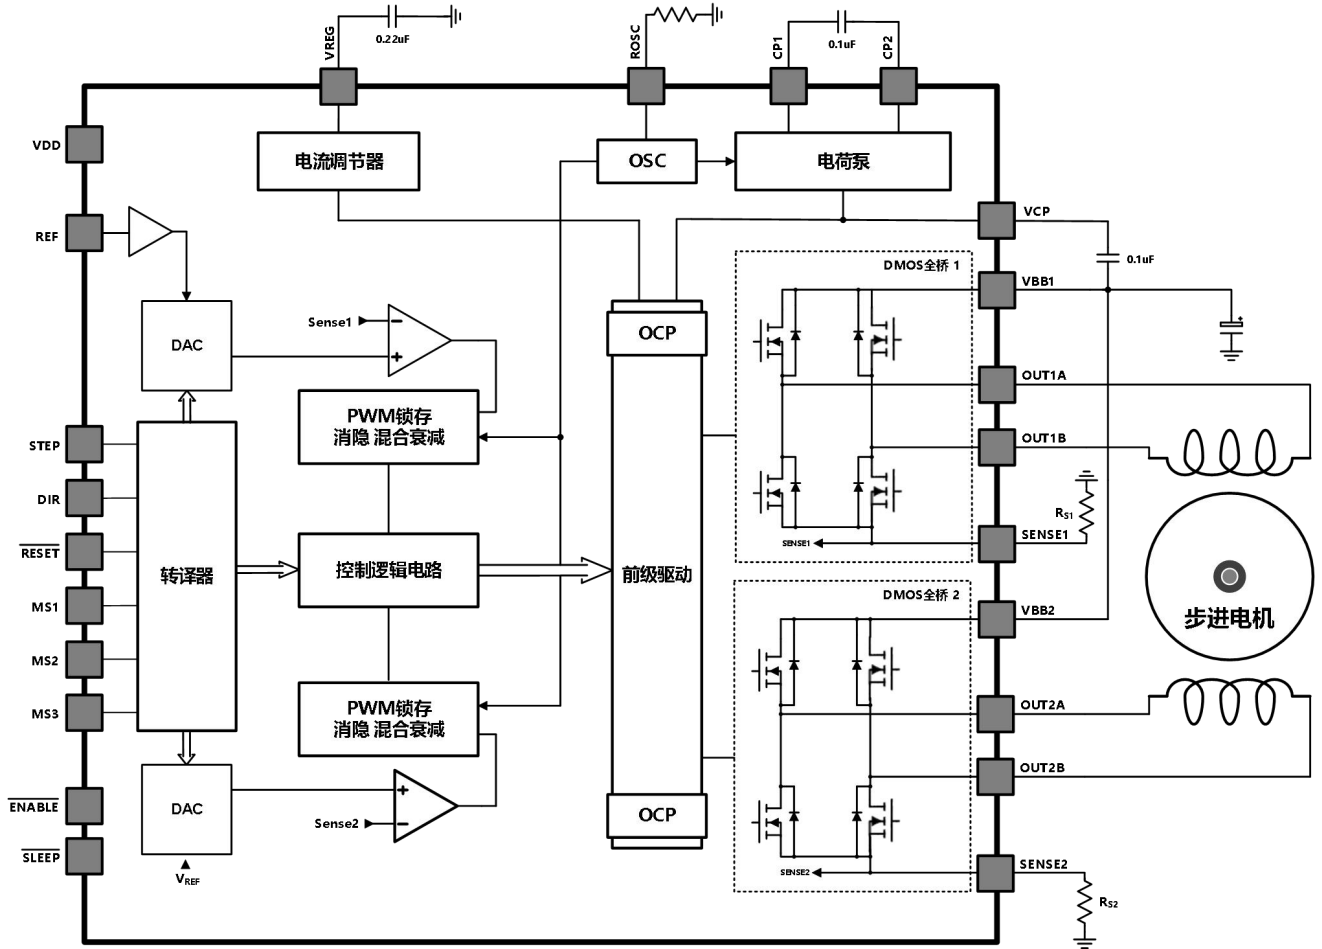 VREG
0.22uF
ROSC
CP1
0.1uF
CP2
VDD
电流调节器
OSC
电荷泵
REF
VCP
0.1uF
DMOS全桥 1
VBB1
+
DAC
Sense1
−
+
OCP
OUT1A
PWM锁存
消隐 混合衰减
STEP
OUT1B
DIR
RS1
SENSE1
SENSE1
RESET
转译器
控制逻辑电路
前级驱动
MS1
DMOS全桥 2
VBB2
步进电机
MS2
MS3
PWM锁存
消隐 混合衰减
OUT2A
OUT2B
ENABLE
DAC
+
Sense2
−
OCP
SLEEP
VREF
SENSE2
SENSE2
RS2